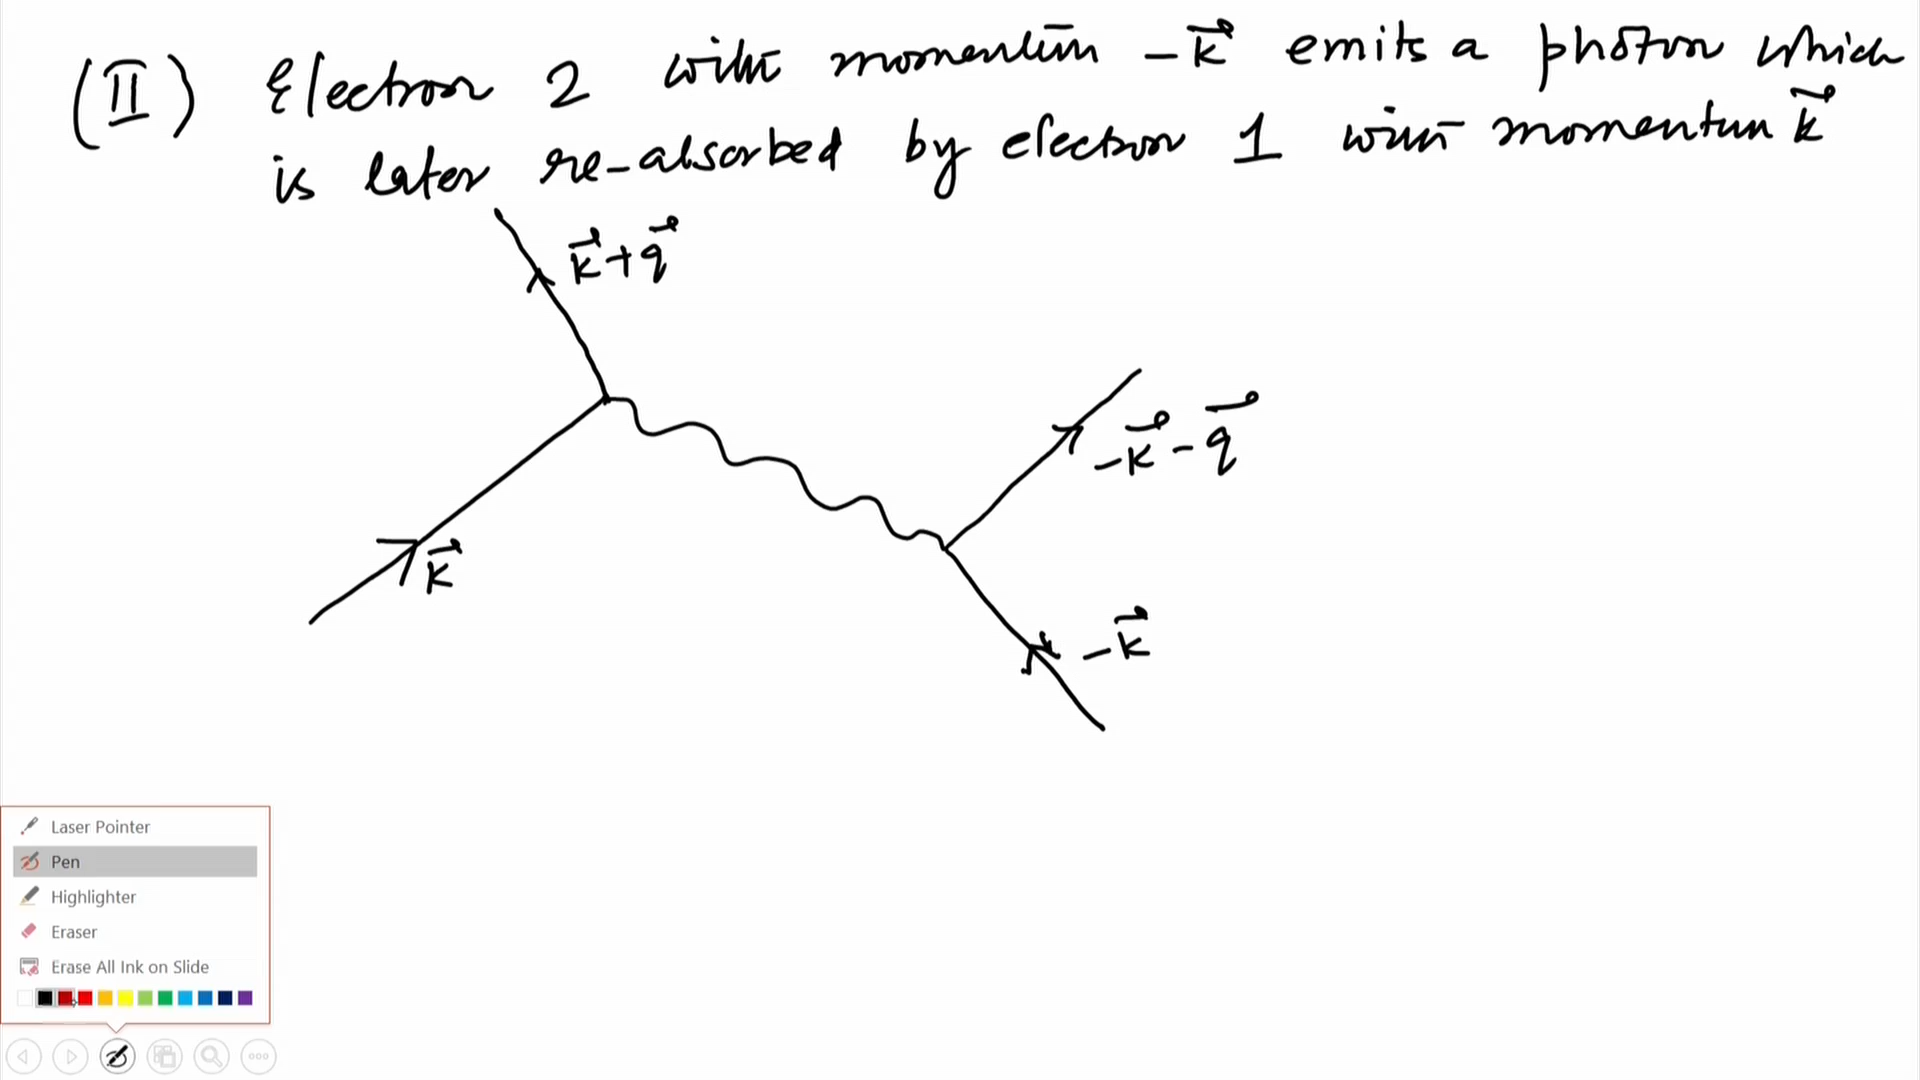 (II) Electron 2 with momentum -k⃗ emits a photon which
is later re-absorbed by electron 1 with momentum k⃗
k⃗+q⃗
-k⃗-q⃗
k⃗
-k⃗
Laser Pointer
Pen
Highlighter
Eraser
Erase All Ink on Slide